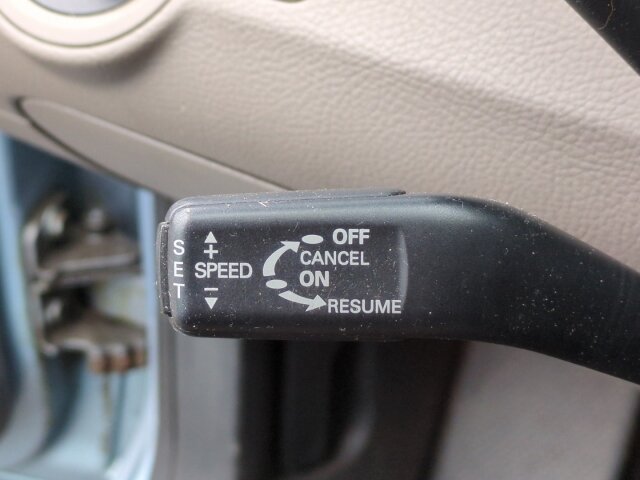 SET
+
SPEED
−
OFF
CANCEL
ON
RESUME